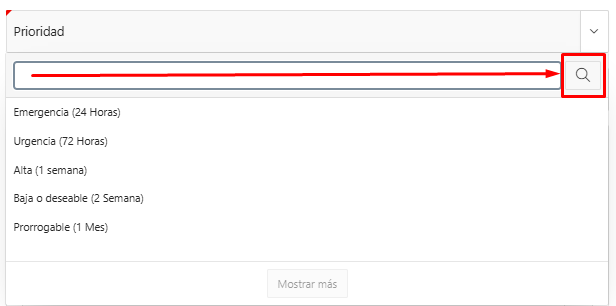 Prioridad
Emergencia (24 Horas)
Urgencia (72 Horas)
Alta (1 semana)
Baja o deseable (2 Semana)
Prorrogable (1 Mes)
Mostrar más